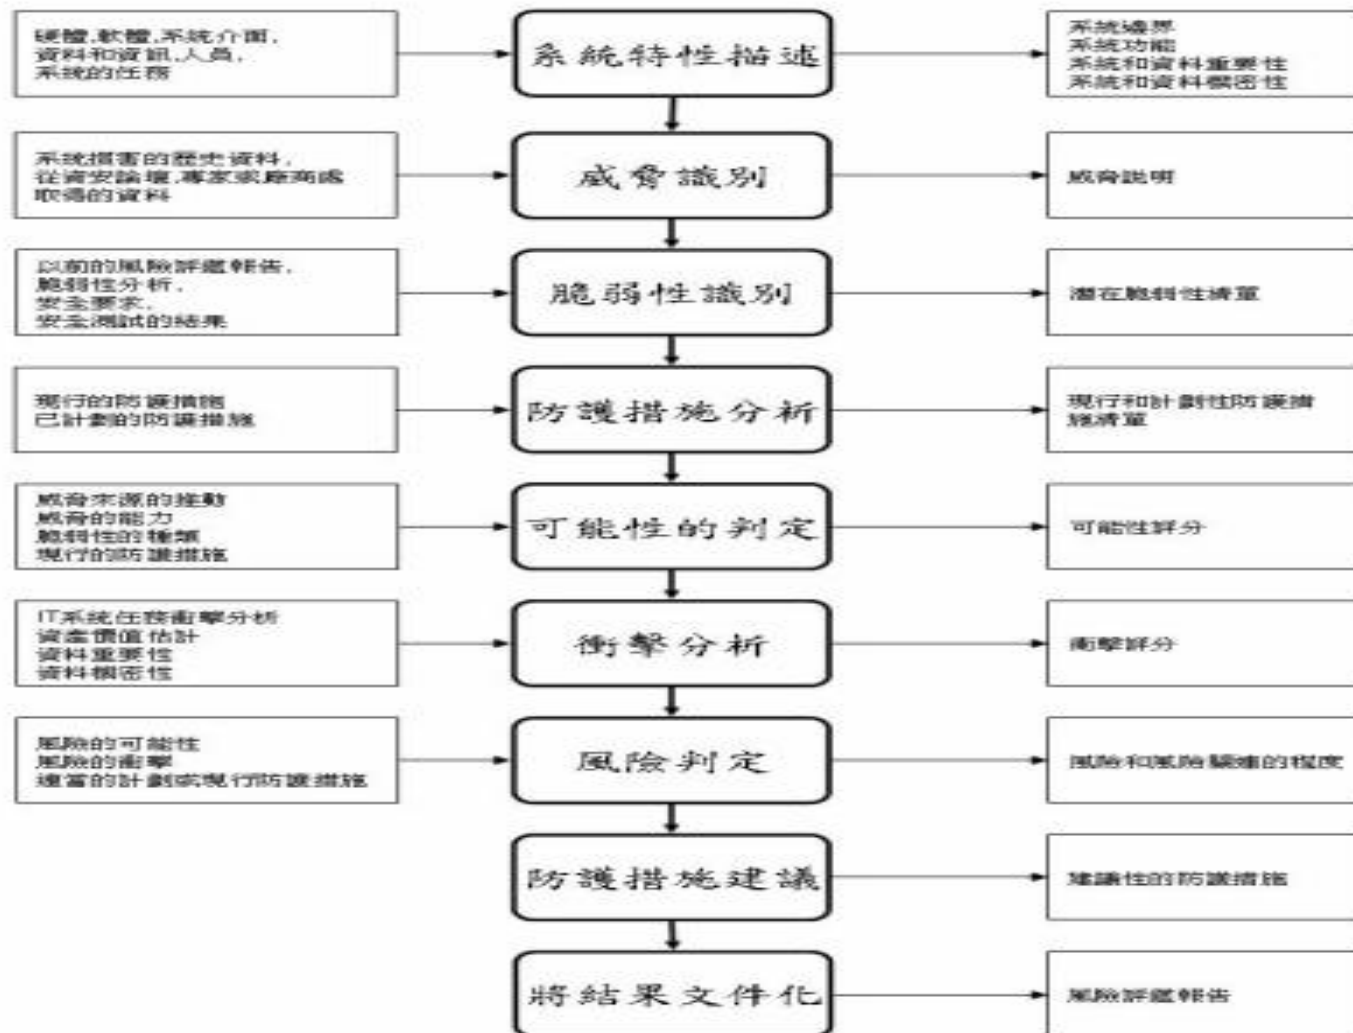 硬體,軟體,系統介面,
資料和資訊,人員,
系統的任務
系統特性描述
系統邊界
系統功能
系統和資料重要性
系統和資料機密性
系統損害的歷史資料,
從資安論壇,專家或廠商處
取得的資料
威脅識別
威脅說明
以前的風險評鑑報告,
脆弱性分析,
安全要求,
安全測試的結果
脆弱性識別
潛在脆弱性清單
現行的防護措施
已計劃的防護措施
防護措施分析
現行和計劃性防護措
施清單
威脅來源的推動
威脅的能力
脆弱性的種類
現行的防護措施
可能性的判定
可能性評分
IT系統任務衝擊分析
資產價值估計
資料重要性
資料機密性
衝擊分析
衝擊評分
風險的可能性
風險的衝擊
適當的計劃或現行防護措施
風險判定
風險和風險關連的程度
防護措施建議
建議性的防護措施
將結果文件化
風險評鑑報告